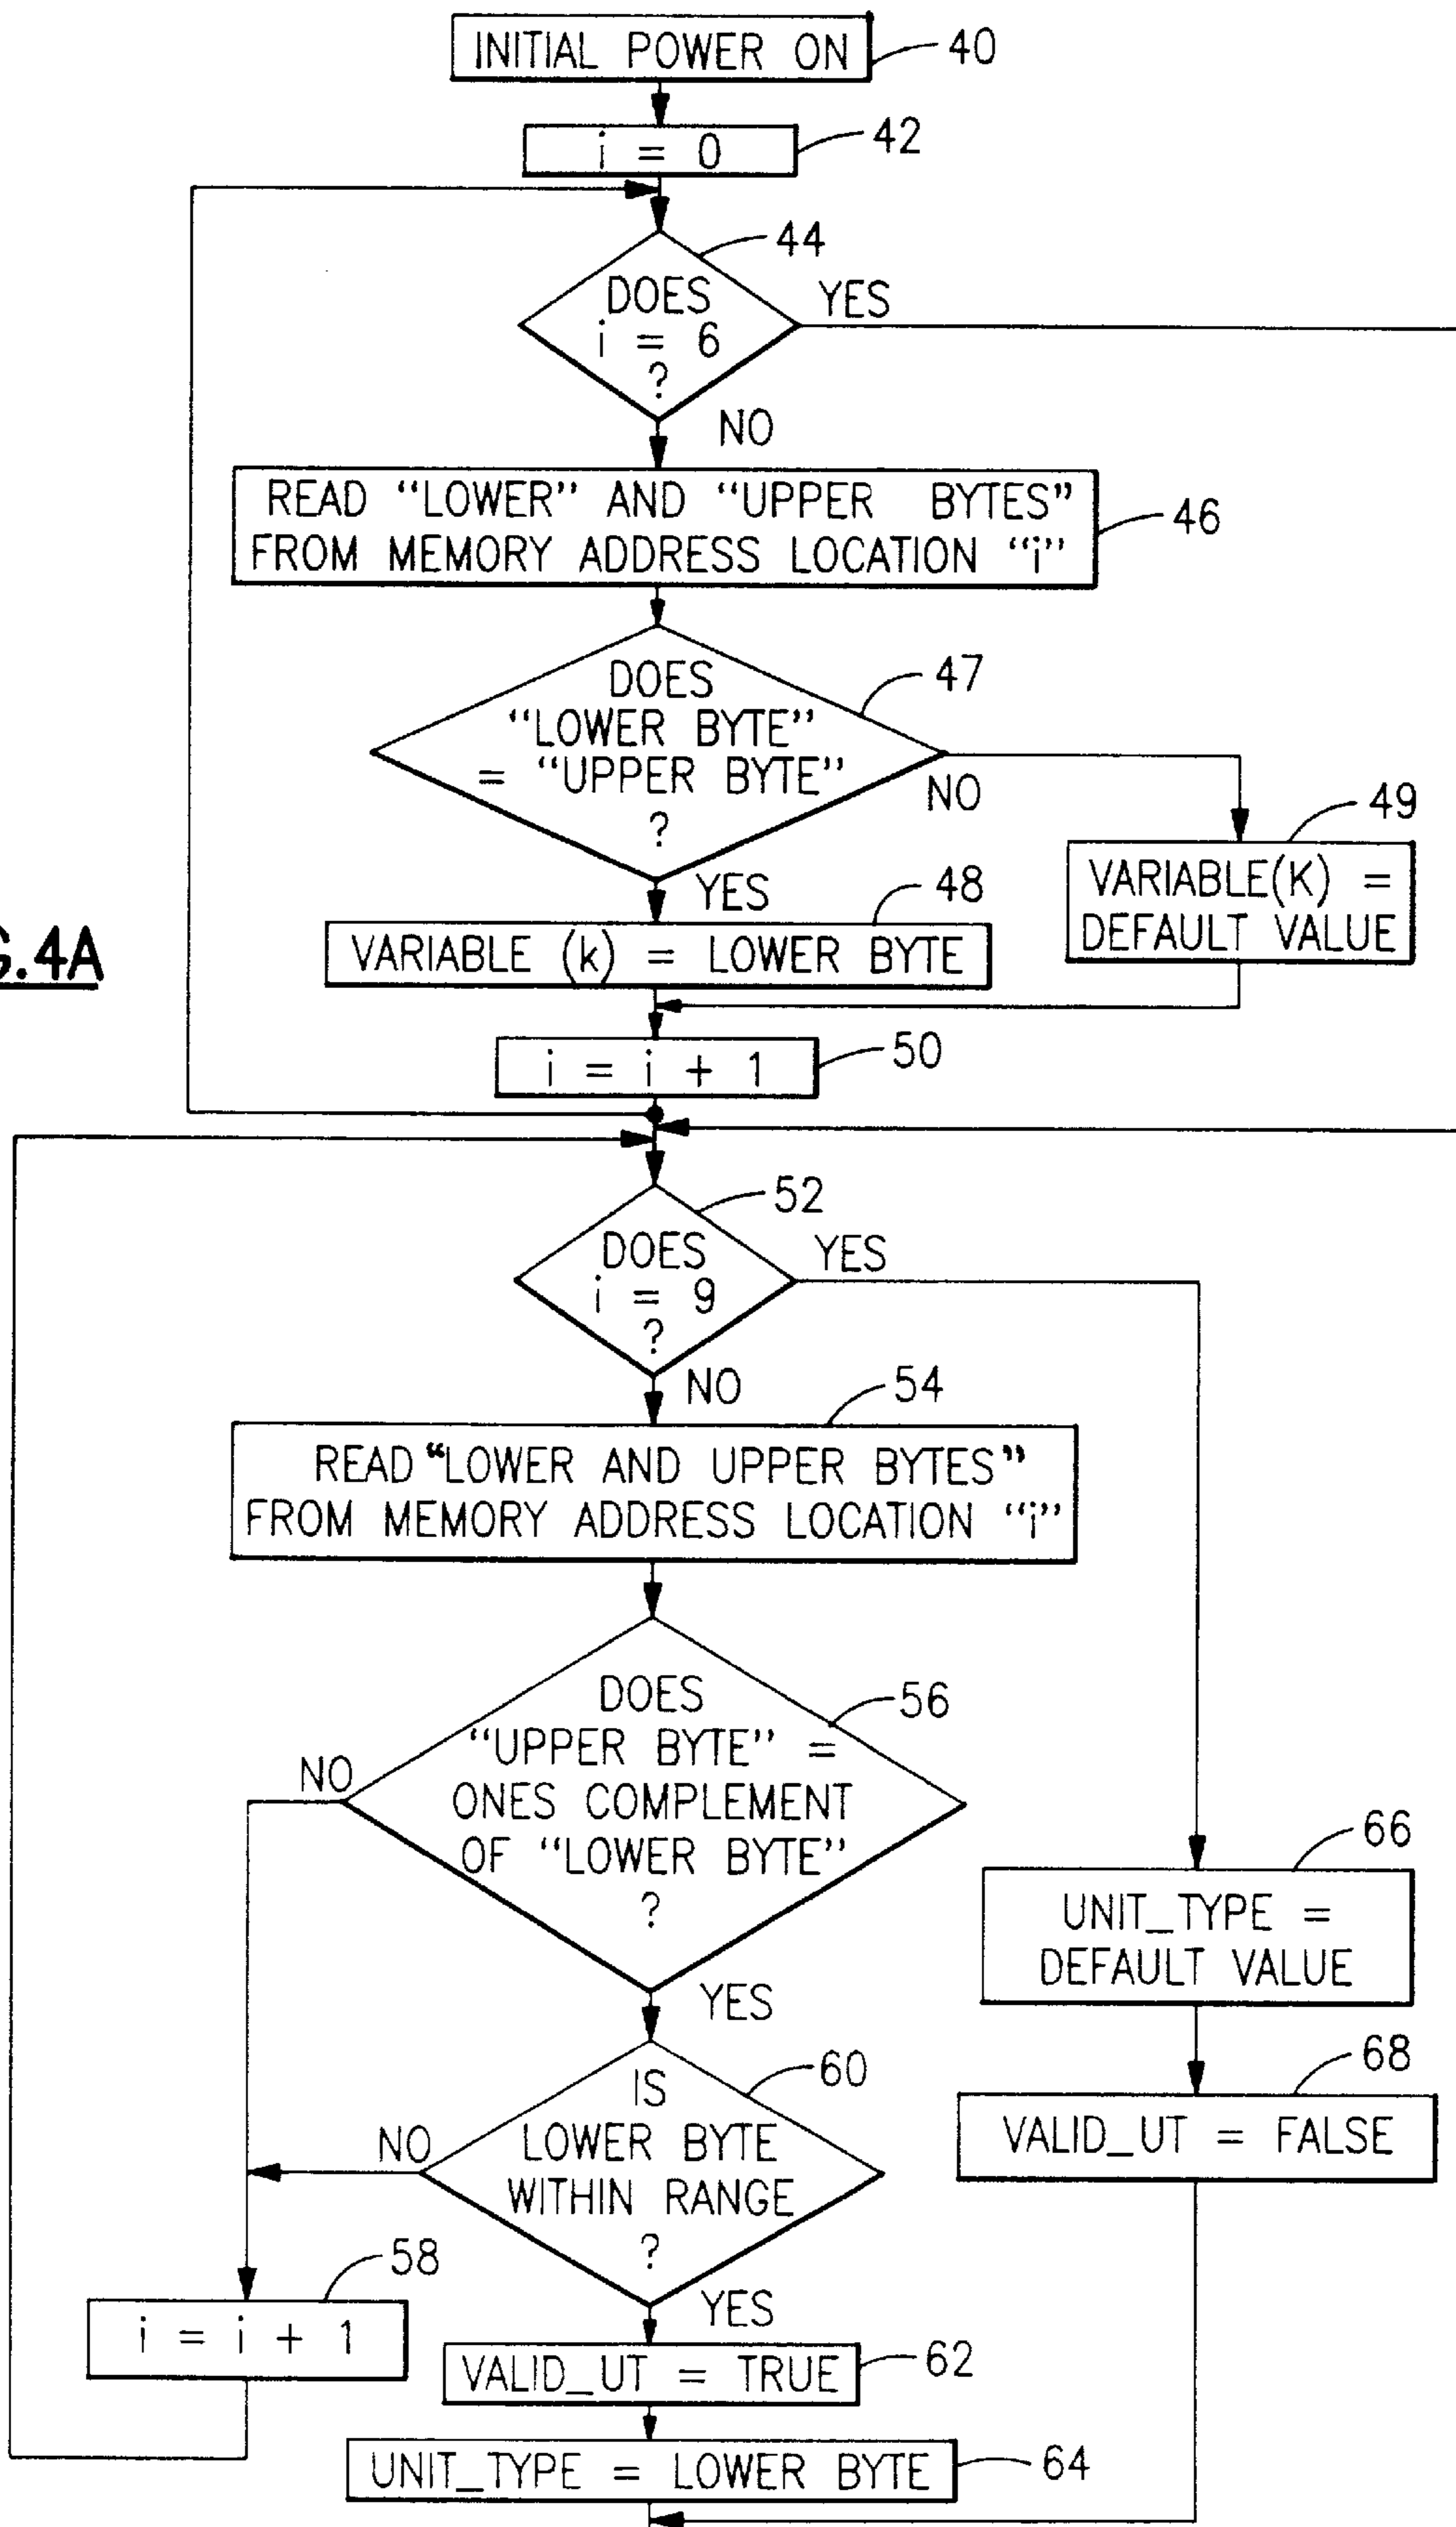 INITIAL POWER ON
40
i = 0
42
44
DOES
i = 6
?
YES
NO
READ “LOWER” AND “UPPER BYTES”
FROM MEMORY ADDRESS LOCATION “i”
46
DOES
“LOWER BYTE”
= “UPPER BYTE”
?
47
NO
YES
49
VARIABLE(K) =
DEFAULT VALUE
48
VARIABLE (k) = LOWER BYTE
G.4A
i = i + 1
50
52
DOES
i = 9
?
YES
NO
54
READ “LOWER AND UPPER BYTES”
FROM MEMORY ADDRESS LOCATION “i”
DOES
“UPPER BYTE” =
ONES COMPLEMENT
OF “LOWER BYTE”
?
56
NO
YES
66
UNIT_TYPE =
DEFAULT VALUE
60
IS
LOWER BYTE
WITHIN RANGE
?
NO
YES
68
VALID_UT = FALSE
58
i = i + 1
VALID_UT = TRUE
62
UNIT_TYPE = LOWER BYTE
64